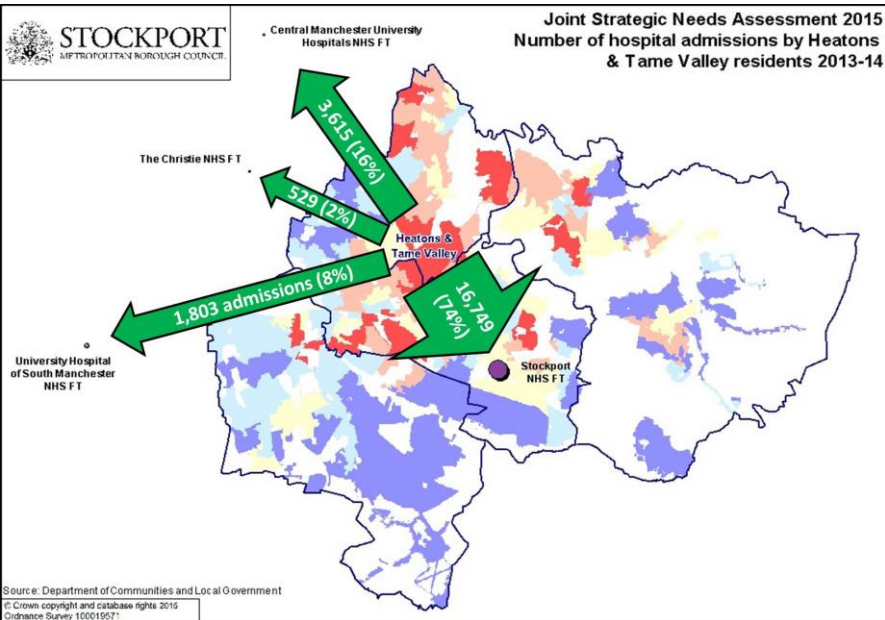 STOCKPORT
METROPOLITAN BOROUGH COUNCIL
Joint Strategic Needs Assessment 2015
Number of hospital admissions by Heatons
& Tame Valley residents 2013-14
Central Manchester University
Hospitals NHS FT
3,615 (16%)
The Christie NHS FT
529 (2%)
Heatons &
Tame Valley
1,803 admissions (8%)
16,749
(74%)
University Hospital
of South Manchester
NHS FT
Stockport
NHS FT
Source: Department of Communities and Local Government
© Crown copyright and database rights 2015
Ordnance Survey 100019571